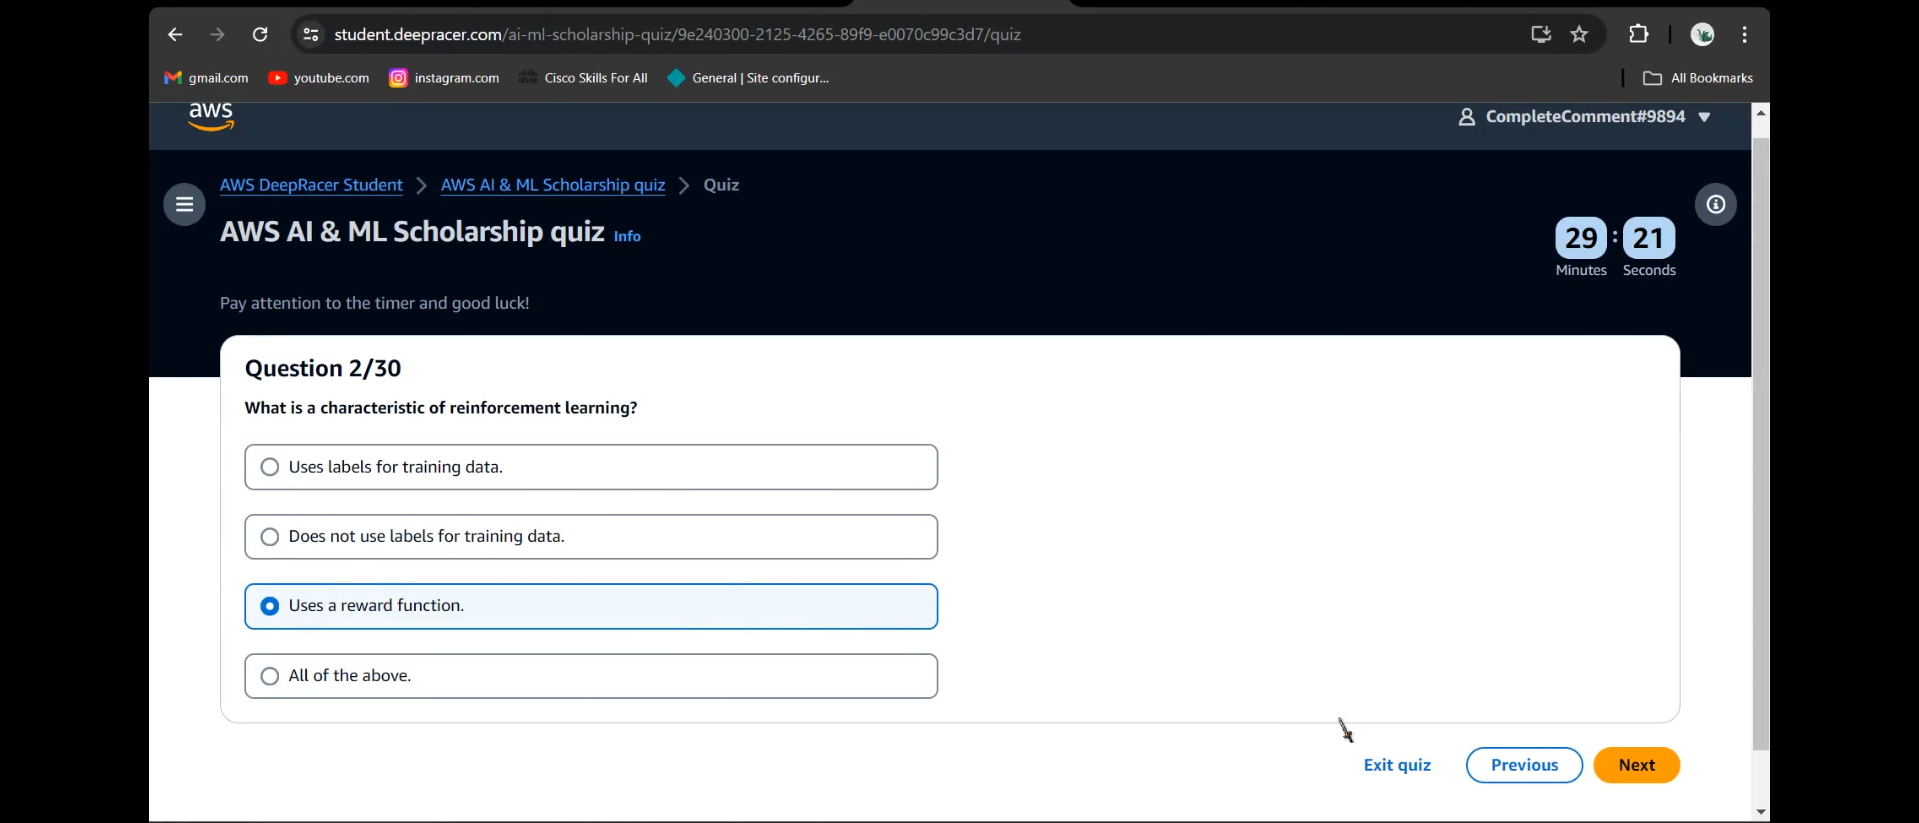 student.deepracer.com/ai-ml-scholarship-quiz/9e240300-2125-4265-89f9-e0070c99c3d7/quiz
gmail.com youtube.com instagram.com Cisco Skills For All General | Site configur... All Bookmarks
aws CompleteComment#9894
AWS DeepRacer Student AWS AI & ML Scholarship quiz Quiz
AWS AI & ML Scholarship quiz Info
29 : 21
Minutes Seconds
Pay attention to the timer and good luck!
Question 2/30
What is a characteristic of reinforcement learning?
Uses labels for training data.
Does not use labels for training data.
Uses a reward function.
All of the above.
Exit quiz Previous Next